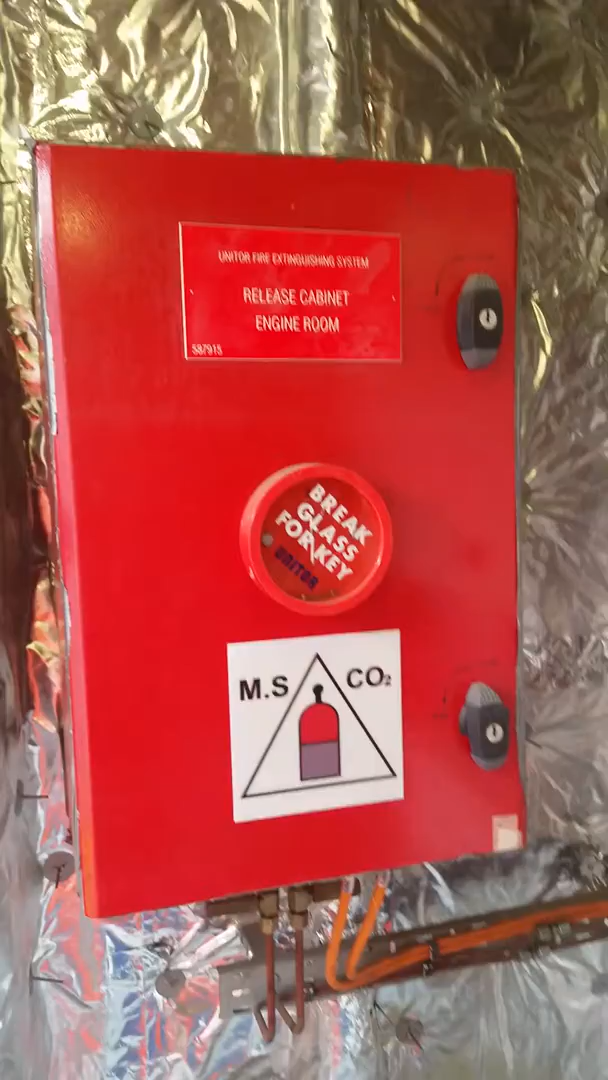 UNITOR FIRE EXTINGUISHING SYSTEM
RELEASE CABINET
ENGINE ROOM
587915
BREAK
GLASS
FOR KEY
UNITOR
M.S CO₂